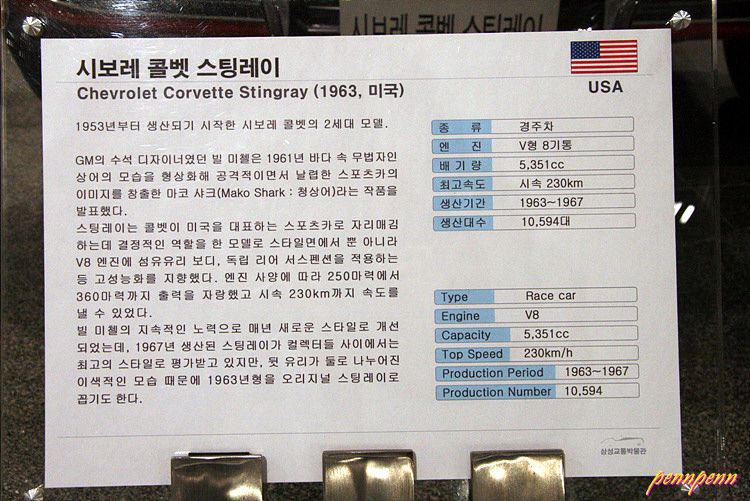 시보레 콜벳 스팅레이
시보레 콜벳 스팅레이
Chevrolet Corvette Stingray (1963, 미국)
USA
1953년부터 생산되기 시작한 시보레 콜벳의 2세대 모델.
GM의 수석 디자이너였던 빌 미첼은 1961년 바다 속 무법자인
상어의 모습을 형상화해 공격적이면서 날렵한 스포츠카의
이미지를 창출한 마코 샤크(Mako Shark : 청상어)라는 작품을
발표했다.
스팅레이는 콜벳이 미국을 대표하는 스포츠카로 자리매김
하는데 결정적인 역할을 한 모델로 스타일면에서 뿐 아니라
V8 엔진에 섬유유리 보디, 독립 리어 서스펜션을 적용하는
등 고성능화를 지향했다. 엔진 사양에 따라 250마력에서
360마력까지 출력을 자랑했고 시속 230km까지 속도를
낼 수 있었다.
빌 미첼의 지속적인 노력으로 매년 새로운 스타일로 개선
되었는데, 1967년 생산된 스팅레이가 컬렉터들 사이에서는
최고의 스타일로 평가받고 있지만, 뒷 유리가 둘로 나누어진
이색적인 모습 때문에 1963년형을 오리지널 스팅레이로
꼽기도 한다.
종 류 경주차
엔 진 V형 8기통
배 기 량 5,351cc
최고속도 시속 230km
생산기간 1963~1967
생산대수 10,594대
Type Race car
Engine V8
Capacity 5,351cc
Top Speed 230km/h
Production Period 1963~1967
Production Number 10,594
삼성교통박물관
pennpenn